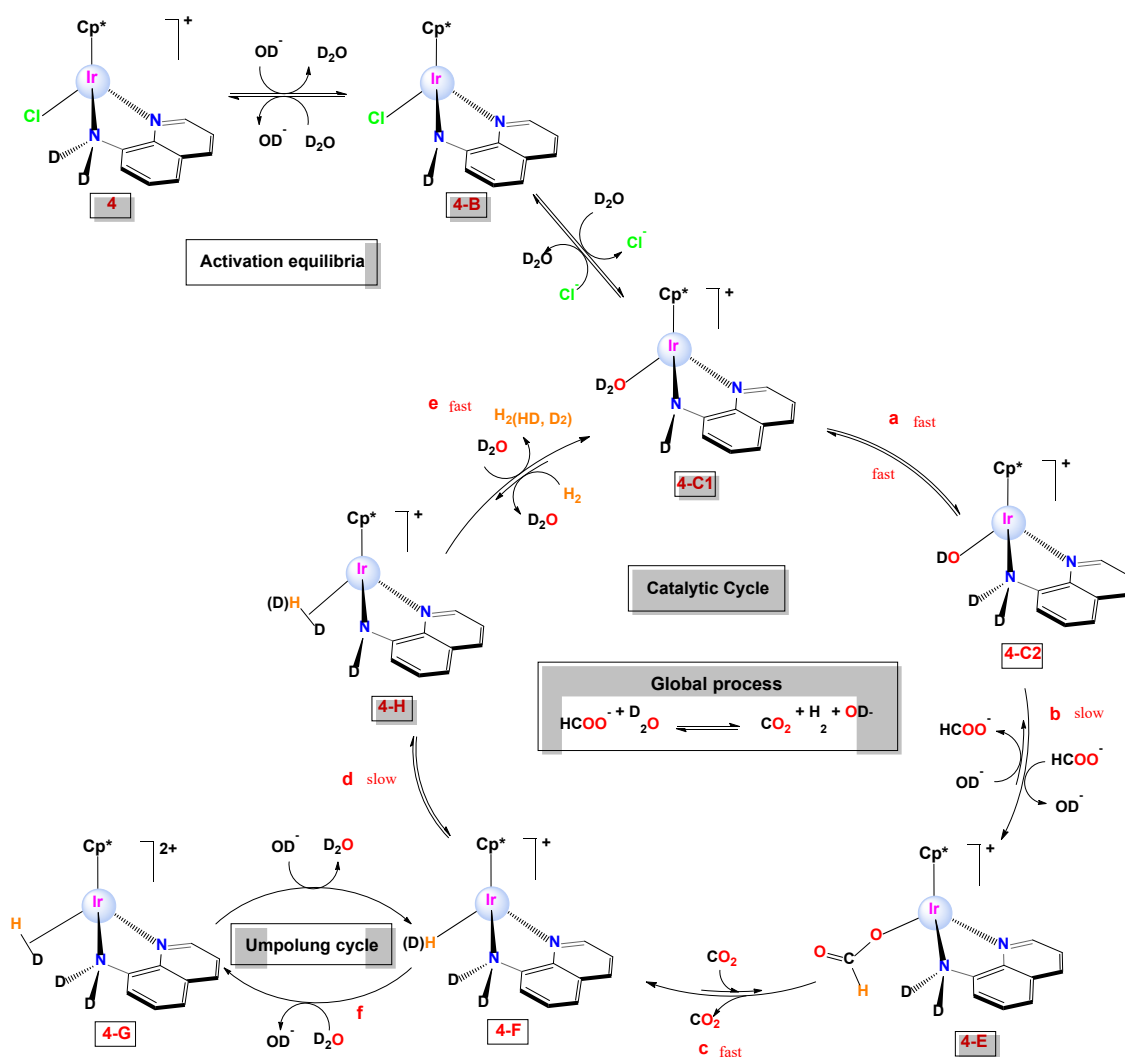 Cp*
+
Ir
Cl
N
N
D
D
4
OD-
D2O
OD-
D2O
Cp*
Ir
Cl
N
N
D
4-B
Activation equilibria
D2O
Cl-
D2O
Cl-
Cp*
+
Ir
D2O
N
N
D
4-C1
a fast
fast
Cp*
+
Ir
DO
N
N
D
D
4-C2
e fast
H2(HD, D2)
D2O
H2
D2O
Cp*
+
Ir
(D)H
D
N
N
D
4-H
Catalytic Cycle
Global process
HCOO- + D2O CO2 + H2 + OD-
b slow
HCOO-
HCOO-
OD-
OD-
d slow
Cp*
2+
Ir
H
D
N
N
D
D
4-G
OD-
D2O
Umpolung cycle
f
OD-
D2O
Cp*
+
Ir
(D)H
N
N
D
D
4-F
CO2
CO2
c fast
Cp*
+
Ir
O
O
C
H
N
N
D
D
4-E